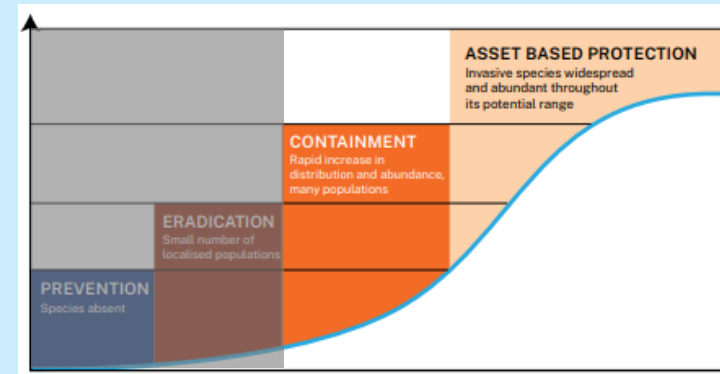 ASSET BASED PROTECTION
Invasive species widespread
and abundant throughout
its potential range
CONTAINMENT
Rapid increase in
distribution and abundance,
many populations
ERADICATION
Small number of
localised populations
PREVENTION
Species absent